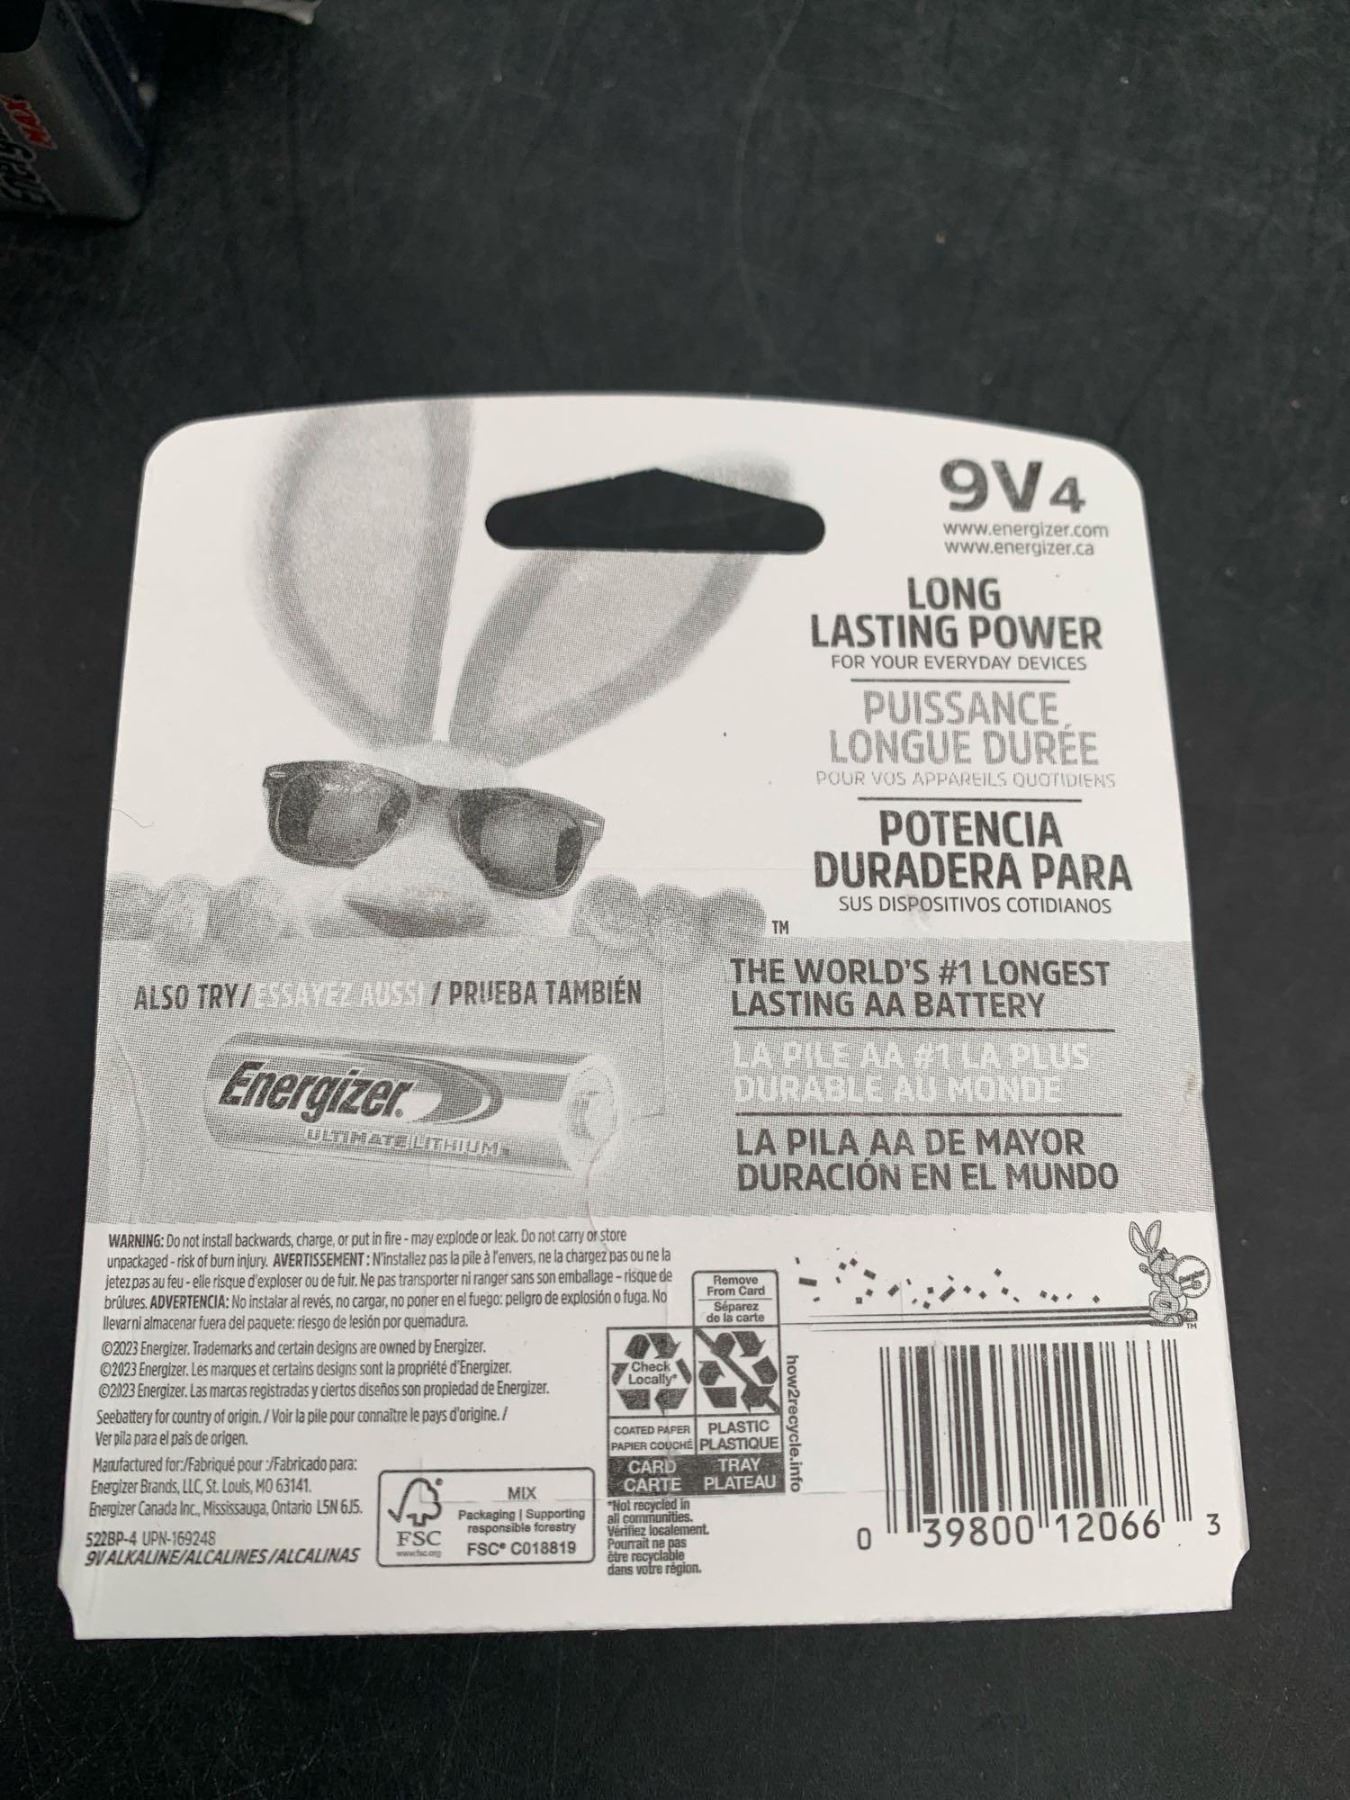 MAX
9V4
www.energizer.com
www.energizer.ca
LONG
LASTING POWER
FOR YOUR EVERYDAY DEVICES
PUISSANCE
LONGUE DURÉE
POUR VOS APPAREILS QUOTIDIENS
POTENCIA
DURADERA PARA
SUS DISPOSITIVOS COTIDIANOS
TM
ALSO TRY/ESSAYEZ AUSSI / PRUEBA TAMBIÉN
Energizer
ULTIMATE LITHIUM
THE WORLD'S #1 LONGEST
LASTING AA BATTERY
LA PILE AA #1 LA PLUS
DURABLE AU MONDE
LA PILA AA DE MAYOR
DURACIÓN EN EL MUNDO
WARNING: Do not install backwards, charge, or put in fire - may explode or leak. Do not carry or store
unpackaged - risk of burn injury. AVERTISSEMENT : N'installez pas la pile à l'envers, ne la chargez pas ou ne la
jetez pas au feu - elle risque d'exploser ou de fuir. Ne pas transporter ni ranger sans son emballage – risque de
brûlures. ADVERTENCIA: No instalar al revés, no cargar, no poner en el fuego: peligro de explosión o fuga. No
llevar ni almacenar fuera del paquete: riesgo de lesión por quemadura.
©2023 Energizer. Trademarks and certain designs are owned by Energizer.
©2023 Energizer. Les marques et certains designs sont la propriété d'Energizer.
©2023 Energizer. Las marcas registradas y ciertos diseños son propiedad de Energizer.
See battery for country of origin. / Voir la pile pour connaître le pays d'origine. /
Ver pila para el país de origen.
Manufactured for:/Fabriqué pour :/Fabricado para:
Energizer Brands, LLC, St. Louis, MO 63141.
Energizer Canada Inc., Mississauga, Ontario L5N 6J5.
522BP-4 UPN-169248
9V ALKALINE/ALCALINES/ALCALINAS
FSC
www.fsc.org
MIX
Packaging | Supporting
responsible forestry
FSC® C018819
Remove
From Card
Séparez
de la carte
Check
Locally*
COATED PAPER
PAPIER COUCHÉ
CARD
CARTE
PLASTIC
PLASTIQUE
TRAY
PLATEAU
*Not recycled in
all communities.
Vérifiez localement.
Pourrait ne pas
être recyclable
dans votre région.
how2recycle.info
TM
0 39800 12066 3